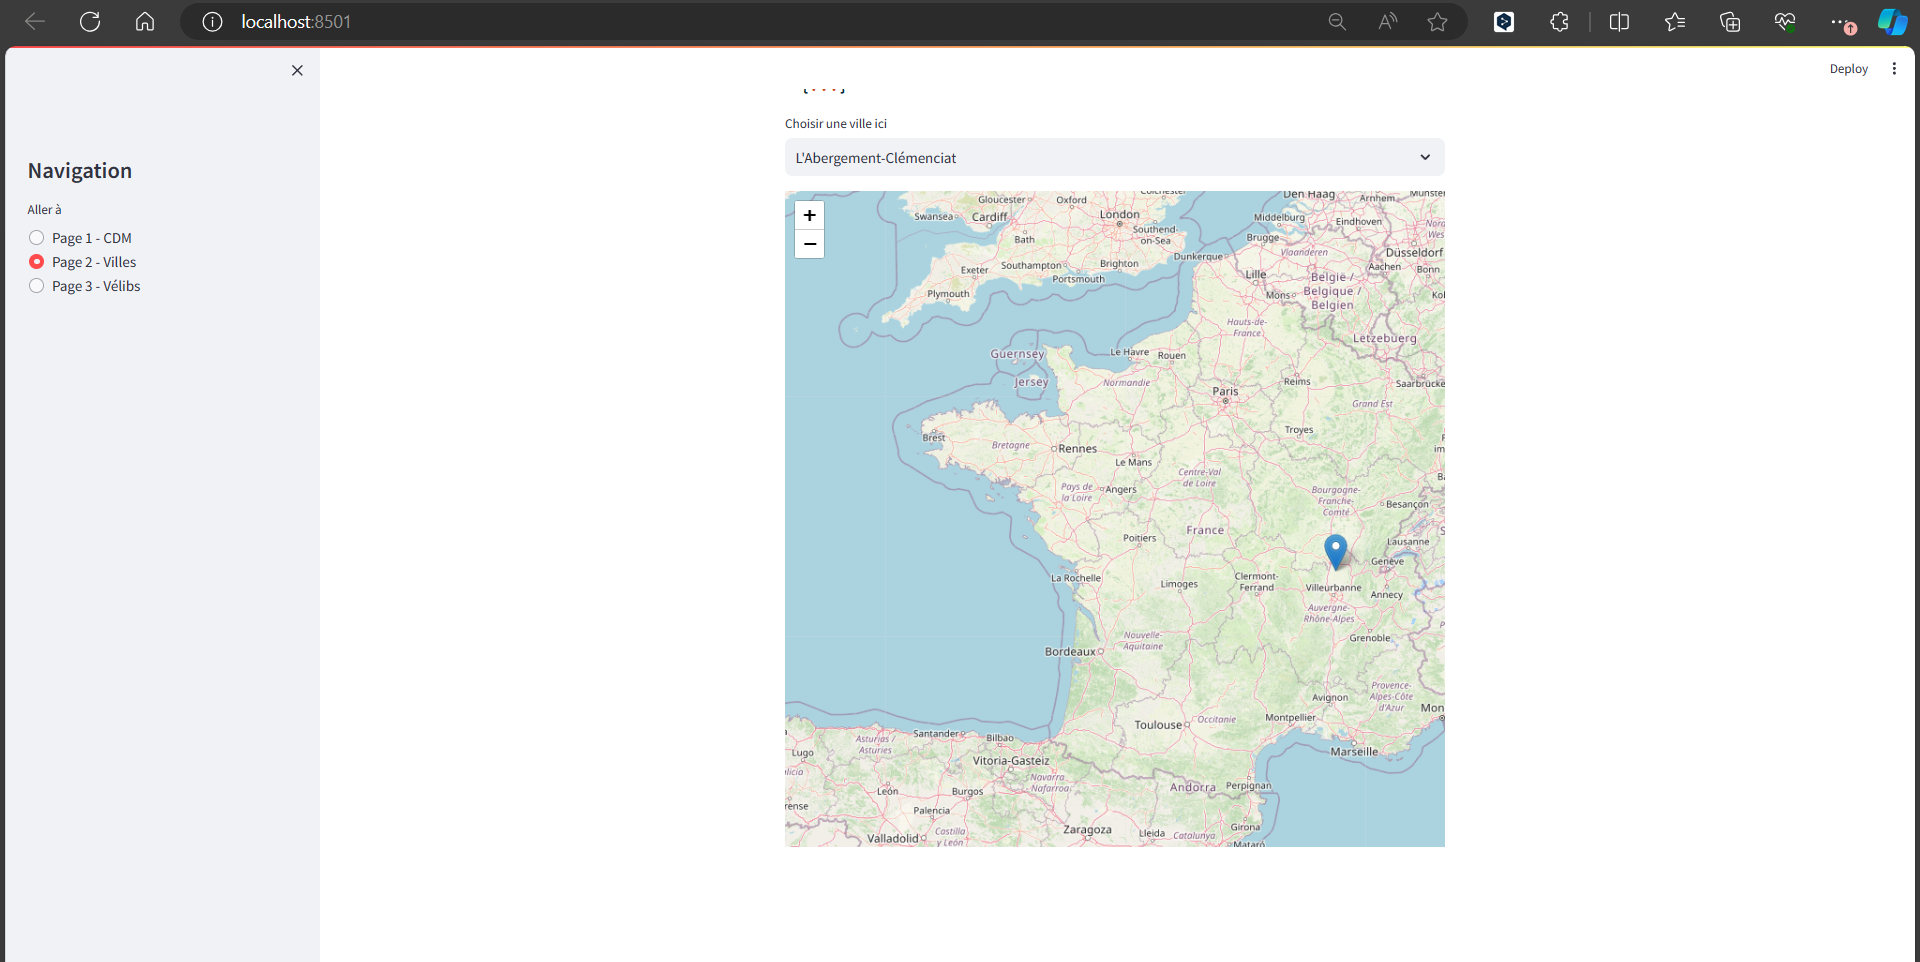 localhost:8501
Deploy
Navigation
Aller à
Page 1 - CDM
Page 2 - Villes
Page 3 - Vélibs
Choisir une ville ici
L'Abergement-Clémenciat
+
−
Colchester
Den Haag
Arnhem
Münster
Gloucester
Oxford
Swansea
Cardiff
London
Middelburg
Eindhoven
Southend-
on-Sea
Bath
Brugge
Vlaanderen
Düsseldorf
Exeter
Southampton
Brighton
Dunkerque
Portsmouth
Lille
België /
Belgique /
Belgien
Aachen
Bonn
Plymouth
Mons
Hauts-de-
France
Letzebuerg
Guernsey
Le Havre
Rouen
Jersey
Normandie
Paris
Reims
Saarbrücke
Grand Est
Troyes
Brest
Bretagne
Rennes
Le Mans
Centre-Val
de Loire
Pays de
la Loire
Angers
Bourgogne-
Franche-
Comté
Besançon
France
Poitiers
Lausanne
Genève
La Rochelle
Limoges
Clermont-
Ferrand
Villeurbanne
Annecy
Auvergne-
Rhône-Alpes
Grenoble
Nouvelle-
Aquitaine
Bordeaux
Provence-
Alpes-Côte
d'Azur
Avignon
Mon
Toulouse
Occitanie
Montpellier
Marseille
Santander
Bilbao
Asturias /
Asturies
Lugo
Vitoria-Gasteiz
Navarra
Nafarroa
Andorra
Perpignan
León
Burgos
Palencia
Zaragoza
Lleida
Catalunya
Girona
Valladolid
Castilla
y León
Mataró